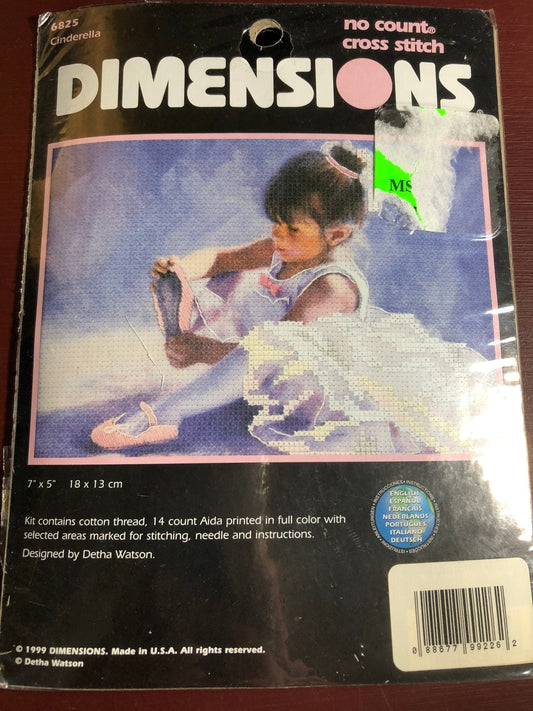 6825
Cinderella
no count®
cross stitch
DIMENSIONS®
MS
7" x 5" 18 x 13 cm
Kit contains cotton thread, 14 count Aida printed in full color with
selected areas marked for stitching, needle and instructions.
Designed by Detha Watson.
ENGLISH
ESPAÑOL
FRANÇAIS
NEDERLANDS
PORTUGUÊS
ITALIANO
DEUTSCH
© 1999 DIMENSIONS. Made in U.S.A. All rights reserved.
© Detha Watson
0 88677 99226 2